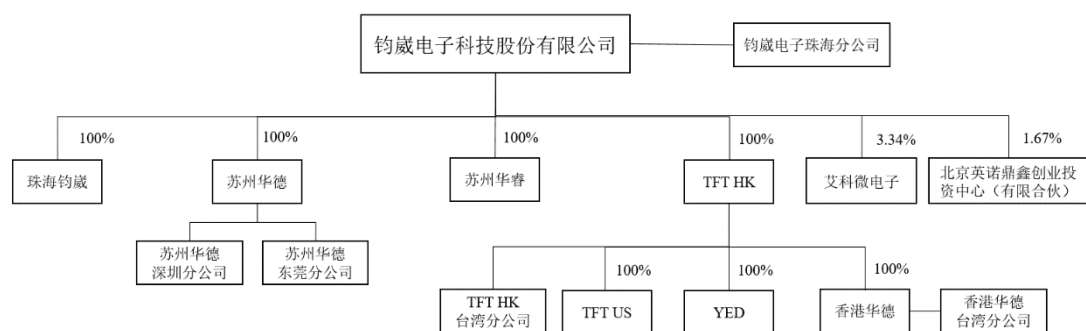 钧崴电子科技股份有限公司
钧崴电子珠海分公司
100%
100%
100%
100%
3.34%
1.67%
珠海钧崴
苏州华德
苏州华睿
TFT HK
艾科微电子
北京英诺鼎鑫创业投
资中心（有限合伙）
苏州华德
深圳分公司
苏州华德
东莞分公司
100%
100%
100%
TFT HK
台湾分公司
TFT US
YED
香港华德
香港华德
台湾分公司